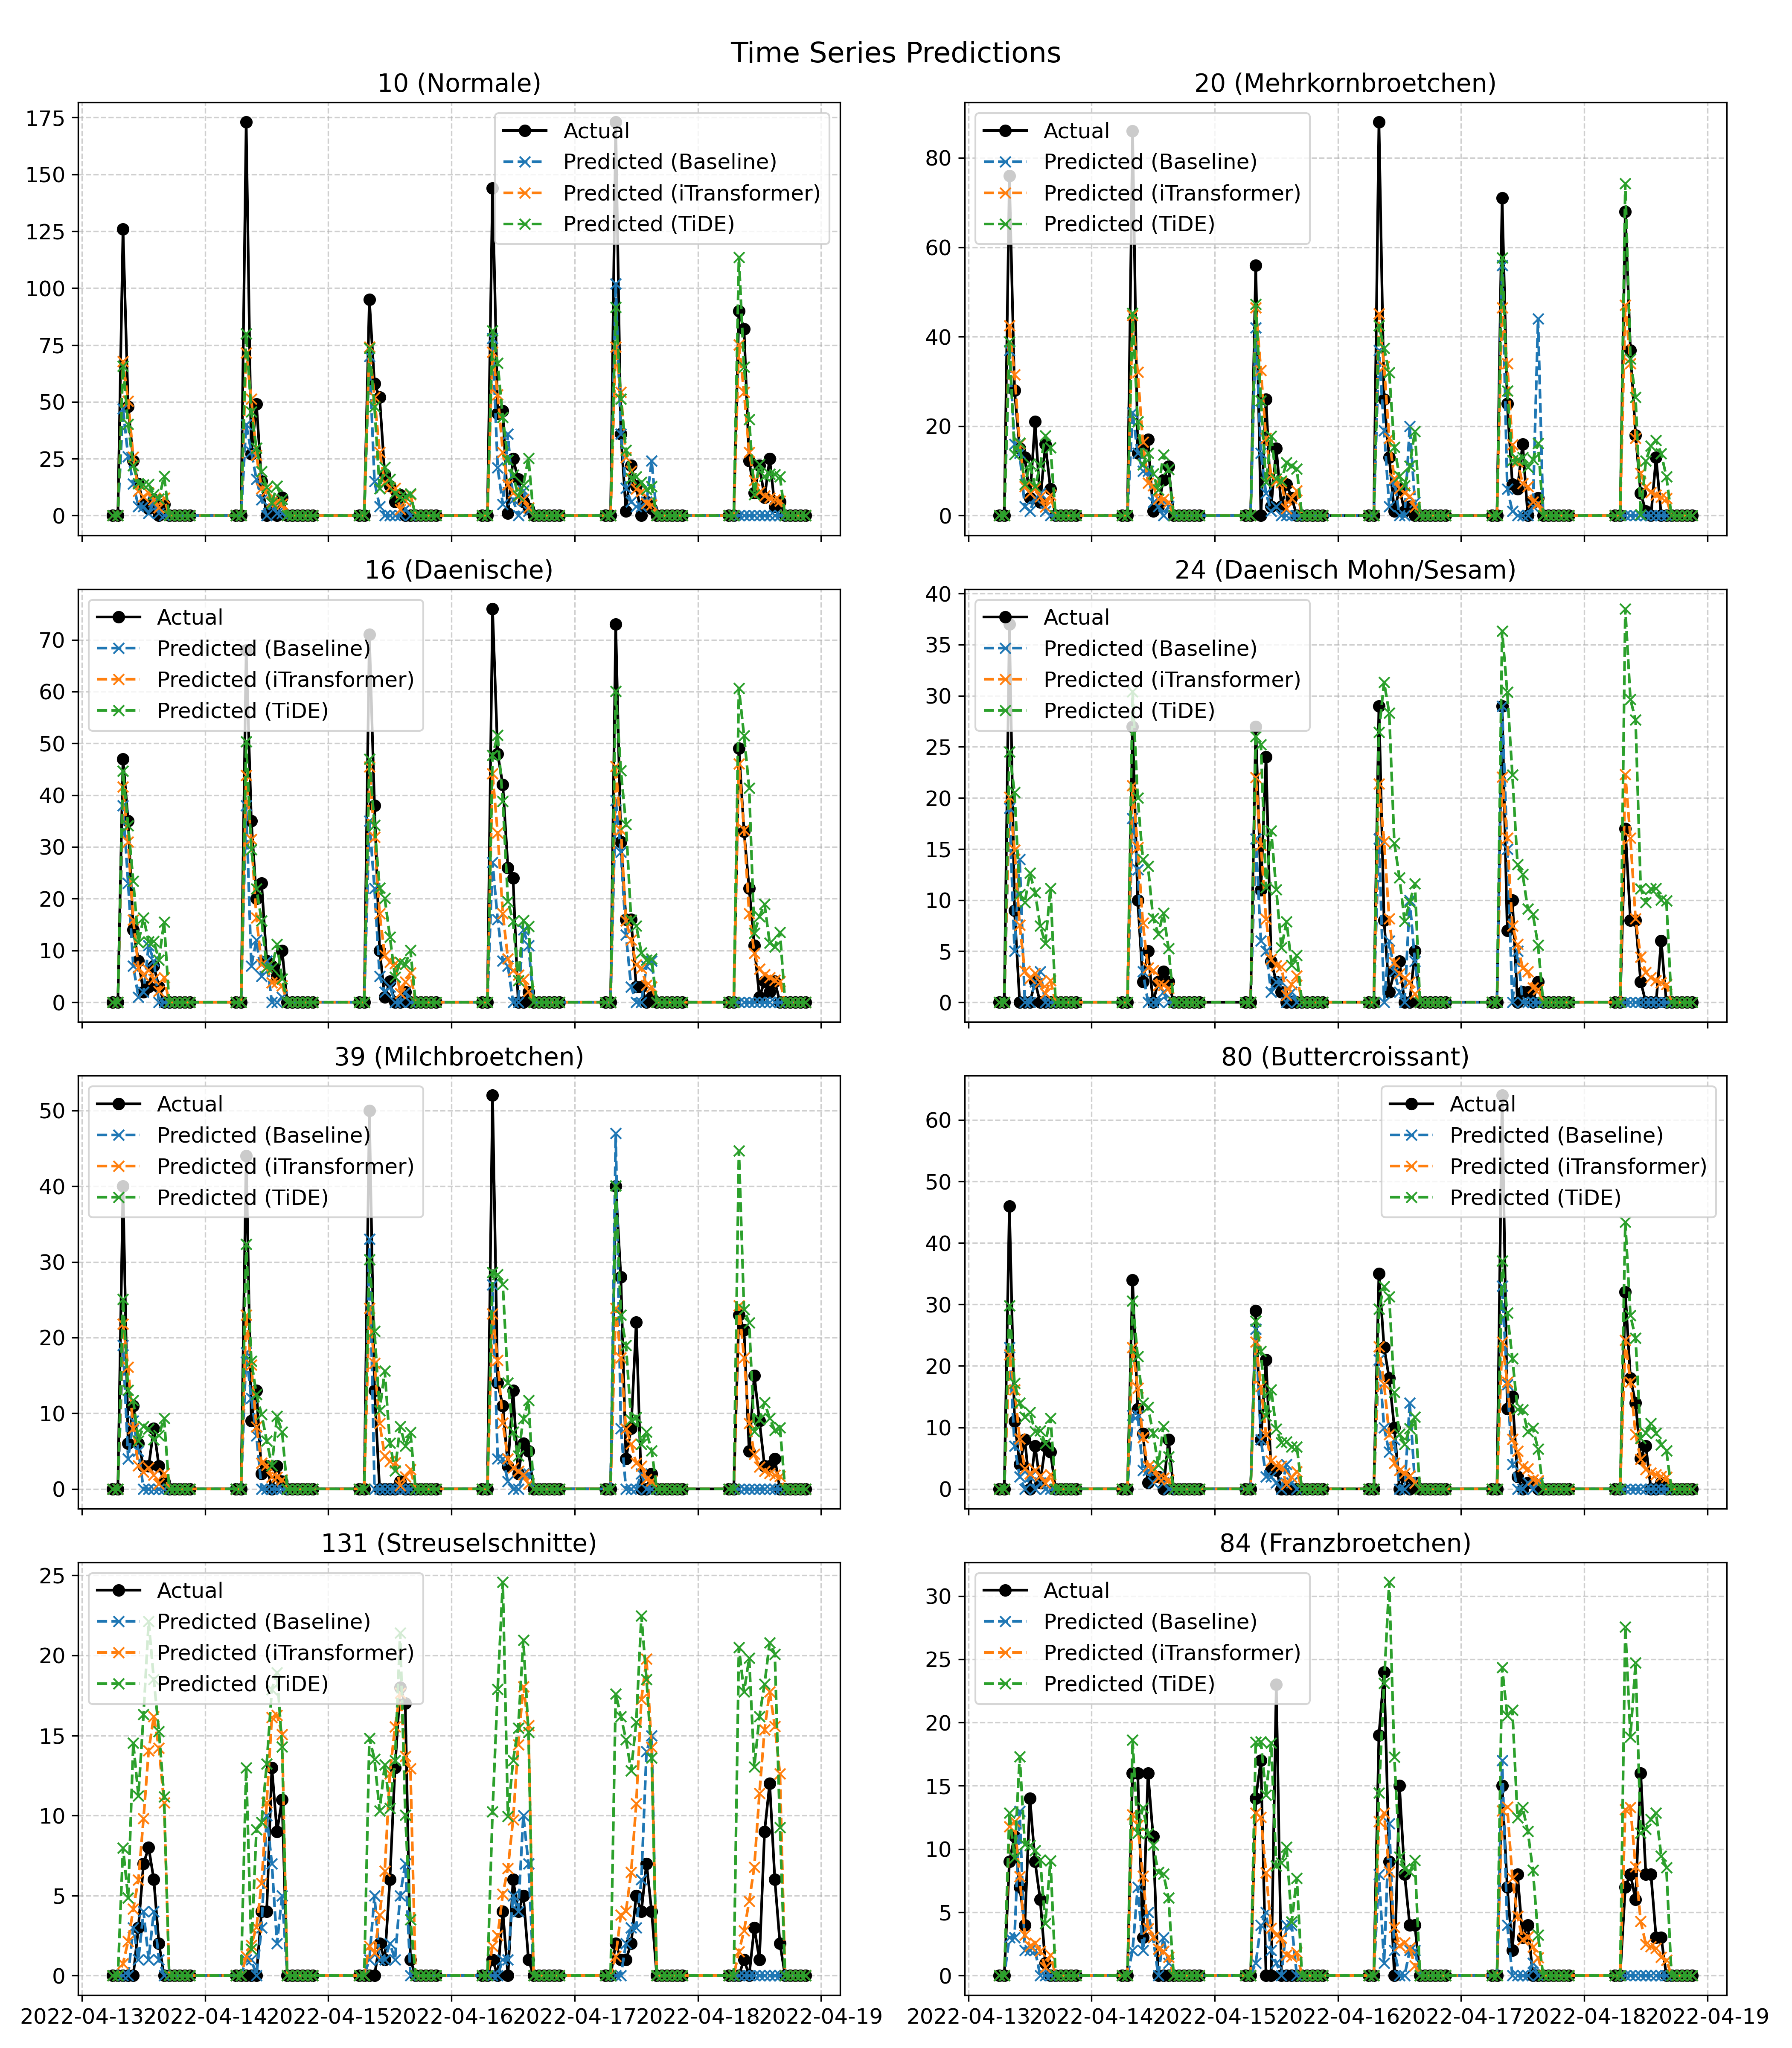 Time Series Predictions
10 (Normale)
175
150
125
100
75
50
25
0
Actual
Predicted (Baseline)
Predicted (iTransformer)
Predicted (TiDE)
20 (Mehrkornbroetchen)
80
60
40
20
0
Actual
Predicted (Baseline)
Predicted (iTransformer)
Predicted (TiDE)
16 (Daenische)
70
60
50
40
30
20
10
0
Actual
Predicted (Baseline)
Predicted (iTransformer)
Predicted (TiDE)
24 (Daenisch Mohn/Sesam)
40
35
30
25
20
15
10
5
0
Actual
Predicted (Baseline)
Predicted (iTransformer)
Predicted (TiDE)
39 (Milchbroetchen)
50
40
30
20
10
0
Actual
Predicted (Baseline)
Predicted (iTransformer)
Predicted (TiDE)
80 (Buttercroissant)
60
50
40
30
20
10
0
Actual
Predicted (Baseline)
Predicted (iTransformer)
Predicted (TiDE)
131 (Streuselschnitte)
25
20
15
10
5
0
Actual
Predicted (Baseline)
Predicted (iTransformer)
Predicted (TiDE)
2022-04-13 2022-04-14 2022-04-15 2022-04-16 2022-04-17 2022-04-18 2022-04-19
84 (Franzbroetchen)
30
25
20
15
10
5
0
Actual
Predicted (Baseline)
Predicted (iTransformer)
Predicted (TiDE)
2022-04-13 2022-04-14 2022-04-15 2022-04-16 2022-04-17 2022-04-18 2022-04-19